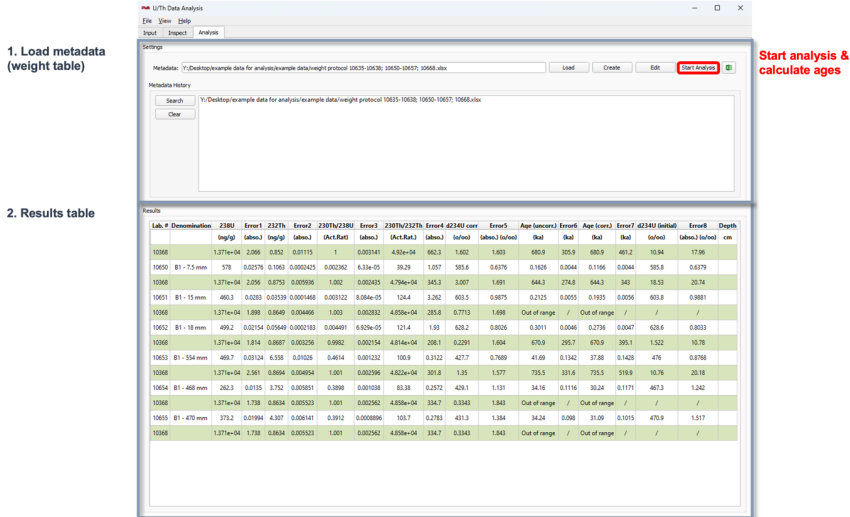 U/Th Data Analysis
File View Help
Input Inspect Analysis
1. Load metadata
(weight table)
Settings
Metadata: Y:/Desktop/example data for analysis/example data/weight protocol 10635-10638; 10650-10657; 10668.xlsx Load Create Edit Start Analysis
Start analysis &
calculate ages
Metadata History
Search
Clear
Y:/Desktop/example data for analysis/example data/weight protocol 10635-10638; 10650-10657; 10668.xlsx
2. Results table
Results
Lab. # Denomination 238U Error1 232Th Error2 230Th/238U Error3 230Th/232Th Error4 d234U corr Error5 Age (uncorr.) Error6 Age (corr.) Error7 d234U (initial) Error8 Depth
(ng/g) (abso.) (ng/g) (abso.) (Act.Rat) (abso.) (Act.Rat.) (abso.) (o/oo) (abso.) (o/oo) (ka) (ka) (ka) (ka) (o/oo) (abso.) (o/oo) cm
10368 1.371e+04 2.066 0.852 0.01115 1 0.003141 4.92e+04 662.3 1.602 1.603 680.9 305.9 680.9 461.2 10.94 17.96
10650 B1 - 7.5 mm 578 0.02576 0.1063 0.0002425 0.002362 6.33e-05 39.29 1.057 585.6 0.6376 0.1626 0.0044 0.1166 0.0044 585.8 0.6379
10368 1.371e+04 2.056 0.8753 0.005936 1.002 0.002435 4.794e+04 345.3 3.007 1.691 644.3 274.8 644.3 343 18.53 20.74
10651 B1 - 15 mm 460.3 0.0283 0.03539 0.0001468 0.003122 8.084e-05 124.4 3.262 603.5 0.9875 0.2125 0.0055 0.1935 0.0056 603.8 0.9881
10368 1.371e+04 1.898 0.8649 0.004466 1.003 0.002832 4.858e+04 285.8 0.7713 1.698 Out of range / Out of range / / /
10652 B1 - 18 mm 499.2 0.02154 0.05649 0.0002183 0.004491 6.929e-05 121.4 1.93 628.2 0.8026 0.3011 0.0046 0.2736 0.0047 628.6 0.8033
10368 1.371e+04 1.814 0.8687 0.003256 0.9982 0.002154 4.814e+04 208.1 0.2291 1.604 670.9 295.7 670.9 395.1 1.522 10.78
10653 B1 - 554 mm 469.7 0.03124 6.558 0.01026 0.4614 0.001232 100.9 0.3122 427.7 0.7689 41.69 0.1342 37.88 0.1428 476 0.8768
10368 1.371e+04 2.561 0.8694 0.004954 1.001 0.002596 4.822e+04 301.8 1.35 1.577 735.5 331.6 735.5 519.9 10.76 20.18
10654 B1 - 468 mm 262.3 0.0135 3.752 0.005851 0.3898 0.001038 83.38 0.2572 429.1 1.131 34.16 0.1116 30.24 0.1171 467.3 1.242
10368 1.371e+04 1.738 0.8634 0.005523 1.001 0.002562 4.858e+04 334.7 0.3343 1.843 Out of range / Out of range / / /
10655 B1 - 470 mm 373.2 0.01994 4.307 0.006141 0.3912 0.0008896 103.7 0.2783 431.3 1.384 34.24 0.098 31.09 0.1015 470.9 1.517
10368 1.371e+04 1.738 0.8634 0.005523 1.001 0.002562 4.858e+04 334.7 0.3343 1.843 Out of range / Out of range / / /